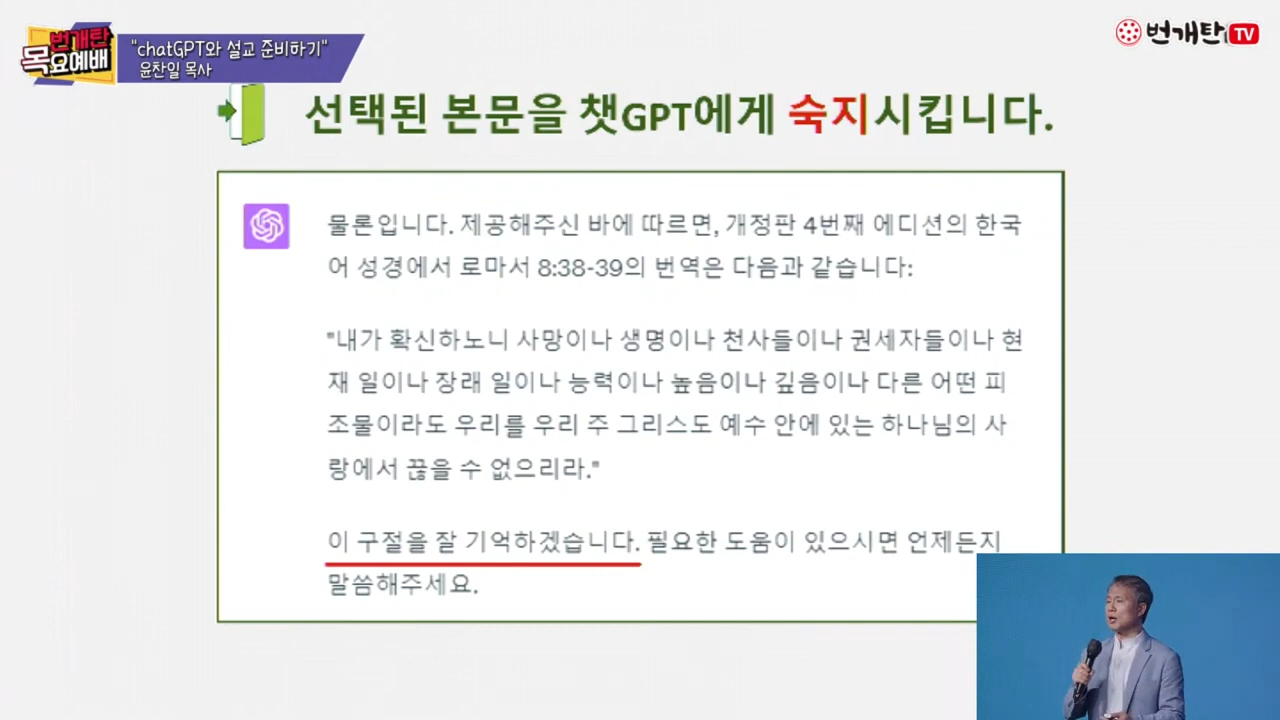 번개탄
목요예배
"chatGPT와 설교 준비하기"
윤찬일 목사
번개탄 TV
선택된 본문을 챗GPT에게 숙지시킵니다.
물론입니다. 제공해주신 바에 따르면, 개정판 4번째 에디션의 한국
어 성경에서 로마서 8:38-39의 번역은 다음과 같습니다:
"내가 확신하노니 사망이나 생명이나 천사들이나 권세자들이나 현
재 일이나 장래 일이나 능력이나 높음이나 깊음이나 다른 어떤 피
조물이라도 우리를 우리 주 그리스도 예수 안에 있는 하나님의 사
랑에서 끊을 수 없으리라."
이 구절을 잘 기억하겠습니다. 필요한 도움이 있으시면 언제든지
말씀해주세요.